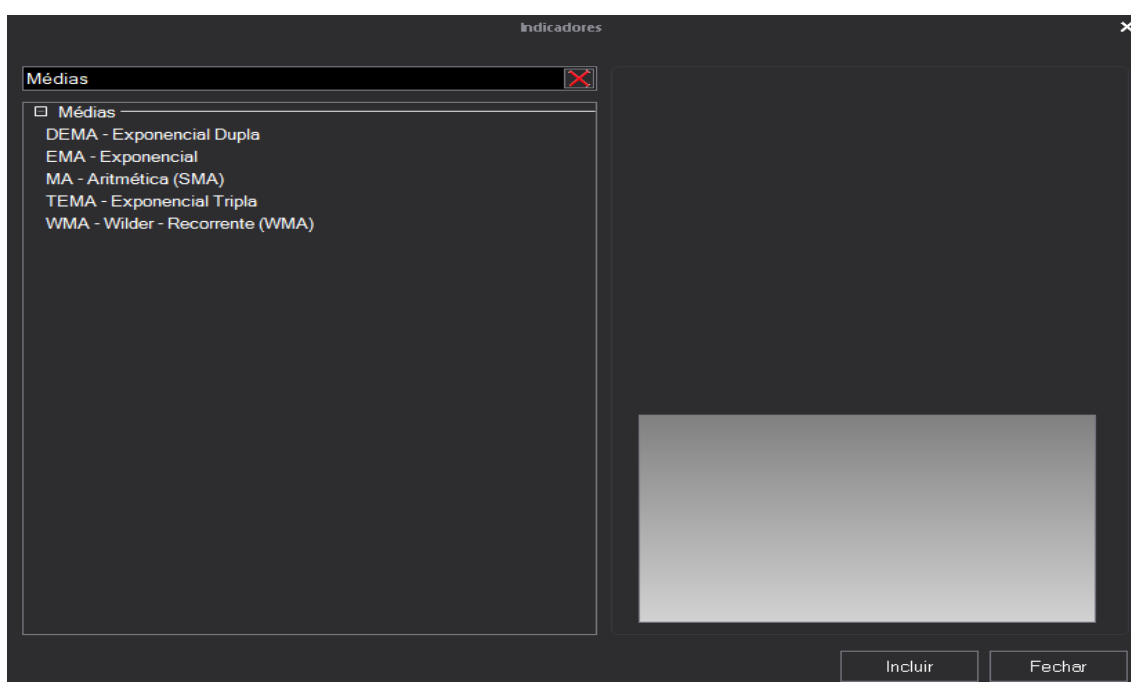 Indicadores
Médias
Médias
DEMA - Exponencial Dupla
EMA - Exponencial
MA - Aritmética (SMA)
TEMA - Exponencial Tripla
WMA - Wilder - Recorrente (WMA)
Incluir
Fechar